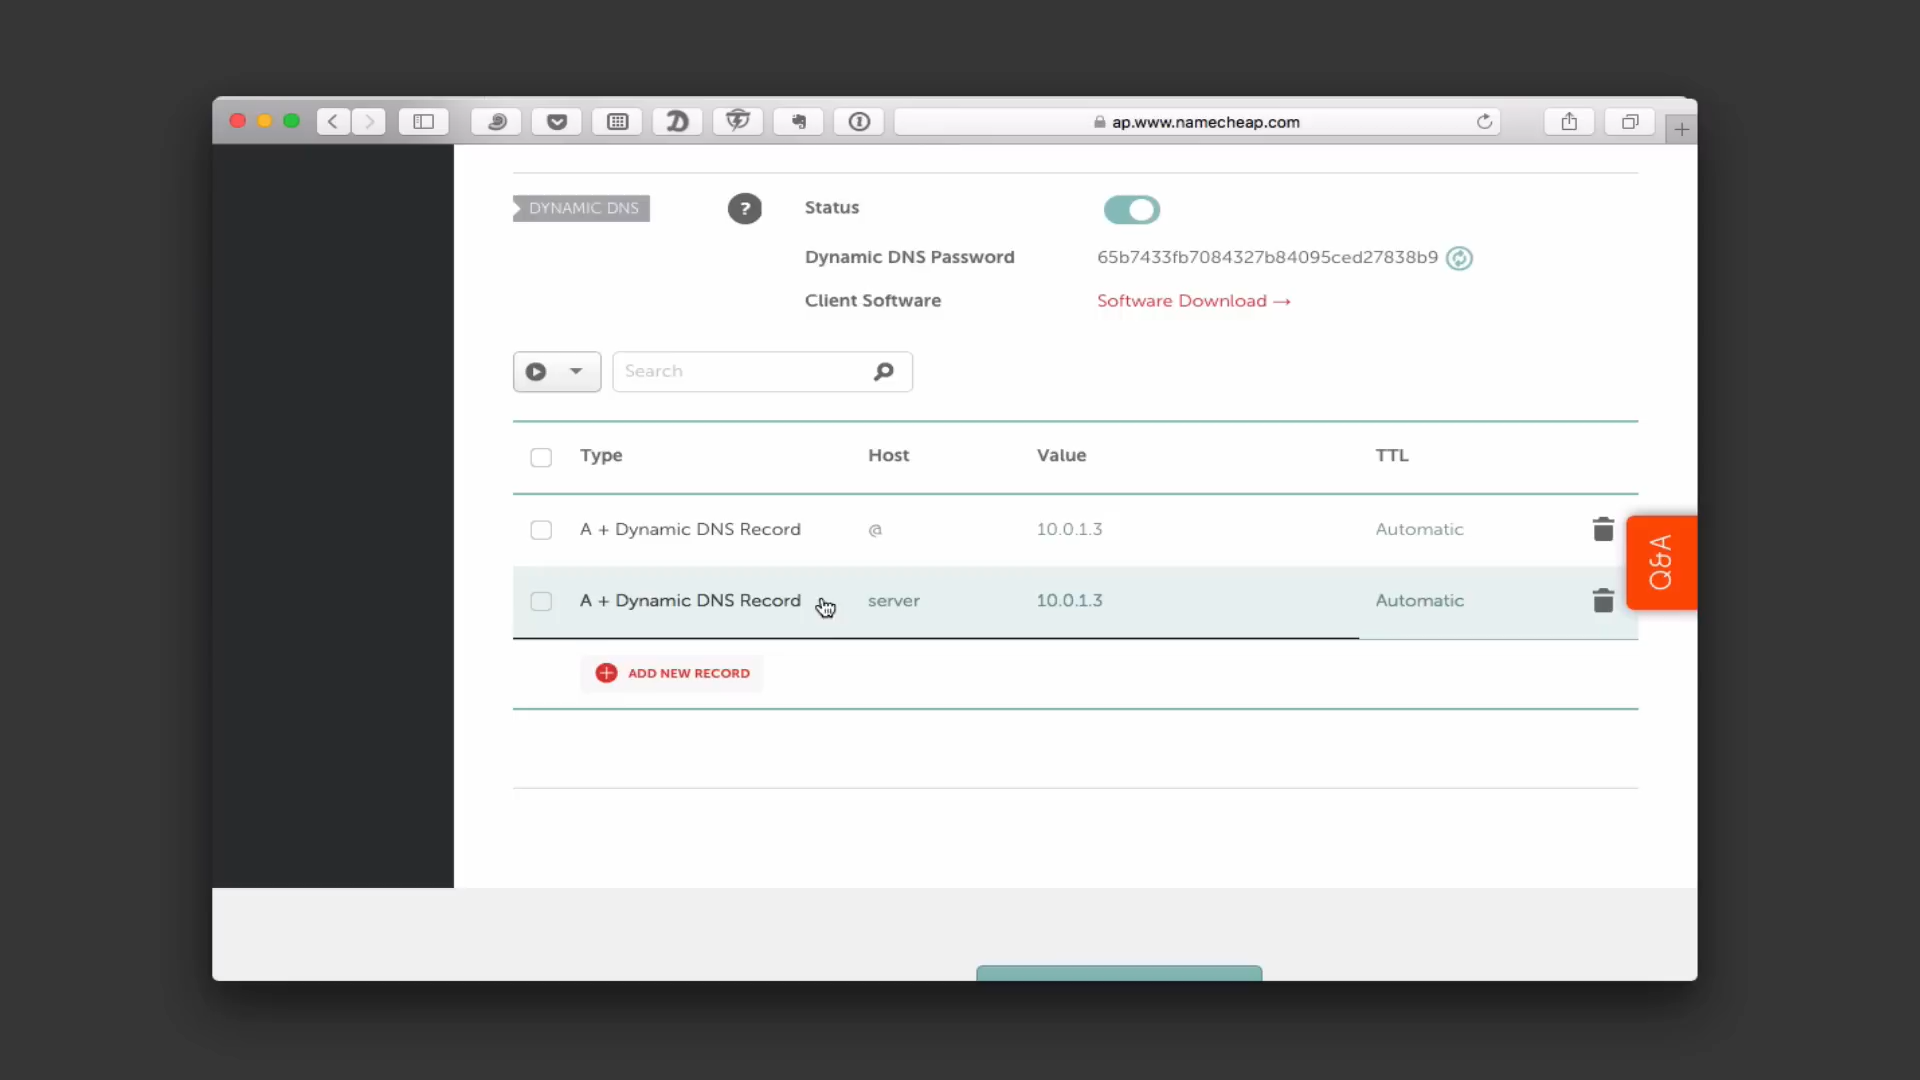 ap.www.namecheap.com
DYNAMIC DNS
?
Status
Dynamic DNS Password
65b7433fb7084327b84095ced27838b9
Client Software
Software Download →
Search
Type Host Value TTL
A + Dynamic DNS Record @ 10.0.1.3 Automatic
A + Dynamic DNS Record server 10.0.1.3 Automatic
ADD NEW RECORD
Q&A